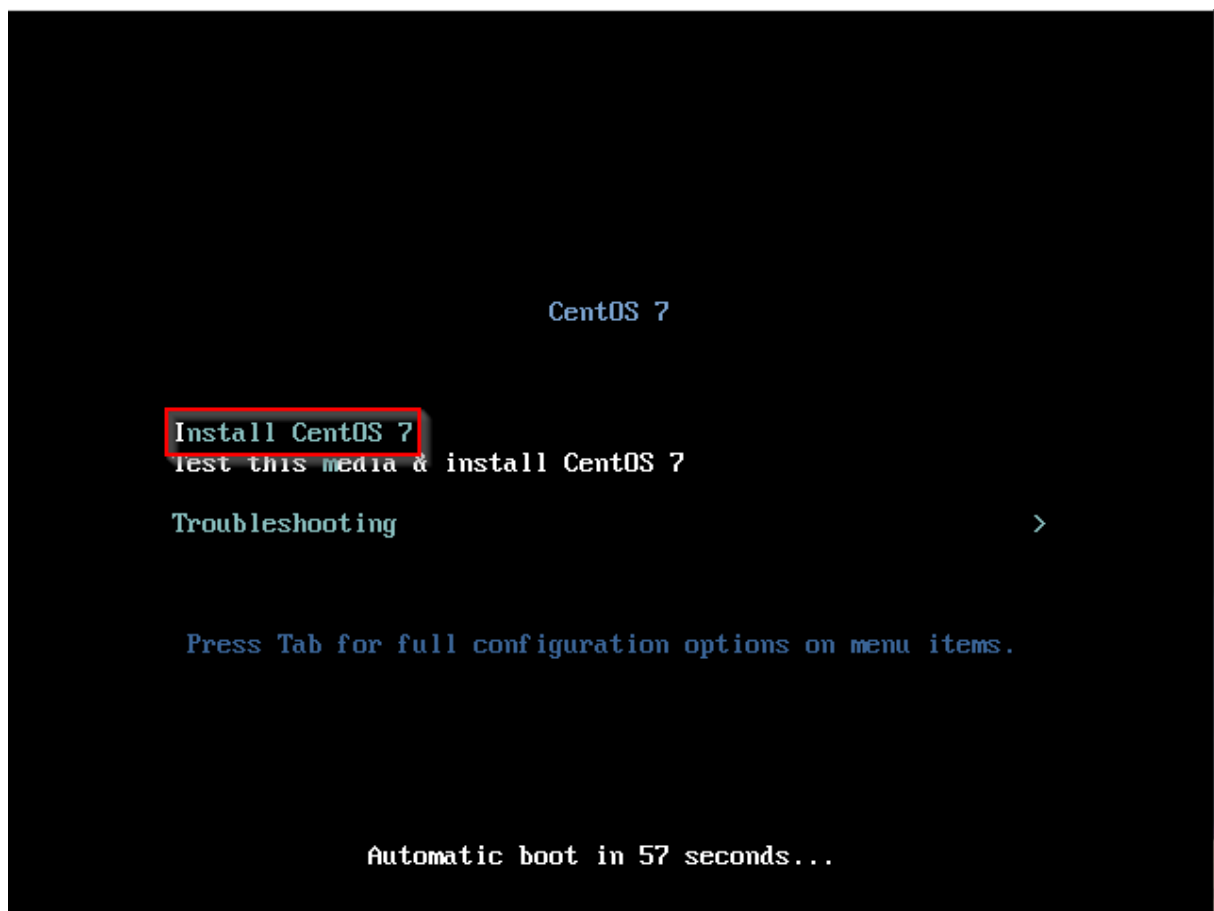 CentOS 7
Install CentOS 7
Test this media & install CentOS 7
Troubleshooting >
Press Tab for full configuration options on menu items.
Automatic boot in 57 seconds...